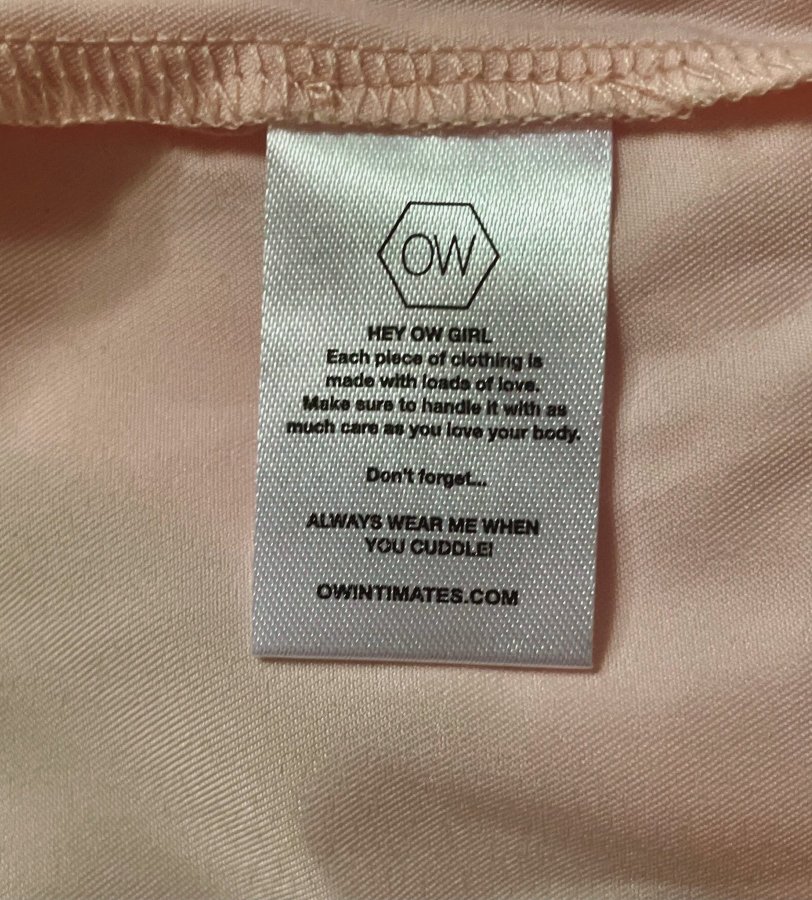 OW
HEY OW GIRL
Each piece of clothing is
made with loads of love.
Make sure to handle it with as
much care as you love your body.
Don't forget...
ALWAYS WEAR ME WHEN
YOU CUDDLE!
OWINTIMATES.COM